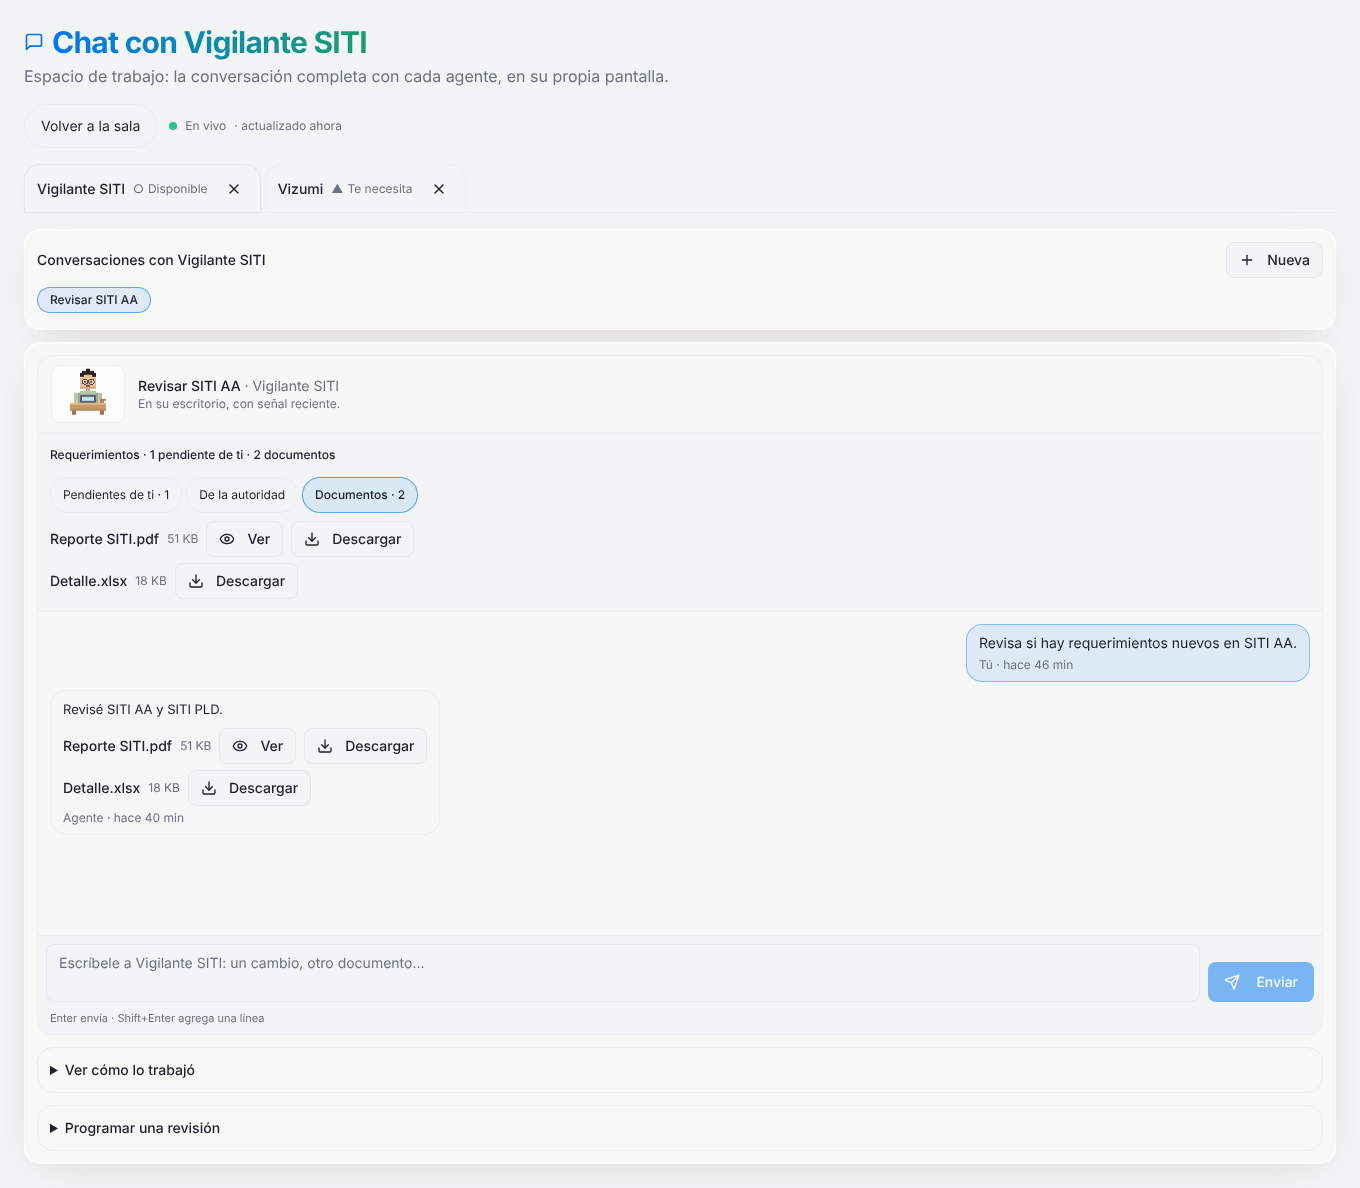 Chat con Vigilante SITI
Espacio de trabajo: la conversación completa con cada agente, en su propia pantalla.
Volver a la sala
En vivo · actualizado ahora
Vigilante SITI Disponible
Vizumi Te necesita
Conversaciones con Vigilante SITI
Nueva
Revisar SITI AA
Revisar SITI AA · Vigilante SITI
En su escritorio, con señal reciente.
Requerimientos · 1 pendiente de ti · 2 documentos
Pendientes de ti · 1
De la autoridad
Documentos · 2
Reporte SITI.pdf 51 KB Ver Descargar
Detalle.xlsx 18 KB Descargar
Revisa si hay requerimientos nuevos en SITI AA.
Tú · hace 46 min
Revisé SITI AA y SITI PLD.
Reporte SITI.pdf 51 KB Ver Descargar
Detalle.xlsx 18 KB Descargar
Agente · hace 40 min
Escríbele a Vigilante SITI: un cambio, otro documento...
Enviar
Enter envía · Shift+Enter agrega una línea
Ver cómo lo trabajó
Programar una revisión